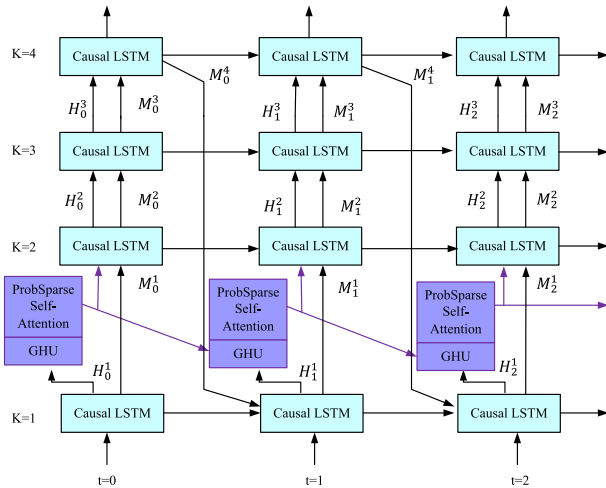 K=4 Causal LSTM Causal LSTM Causal LSTM
M_0^4 M_1^4
H_0^3 M_0^3 H_1^3 M_1^3 H_2^3 M_2^3
K=3 Causal LSTM Causal LSTM Causal LSTM
H_0^2 M_0^2 H_1^2 M_1^2 H_2^2 M_2^2
K=2 Causal LSTM Causal LSTM Causal LSTM
M_0^1 M_1^1 M_2^1
ProbSparse ProbSparse ProbSparse
Self- Self- Self-
Attention Attention Attention
GHU GHU GHU
H_0^1 H_1^1 H_2^1
K=1 Causal LSTM Causal LSTM Causal LSTM
t=0 t=1 t=2